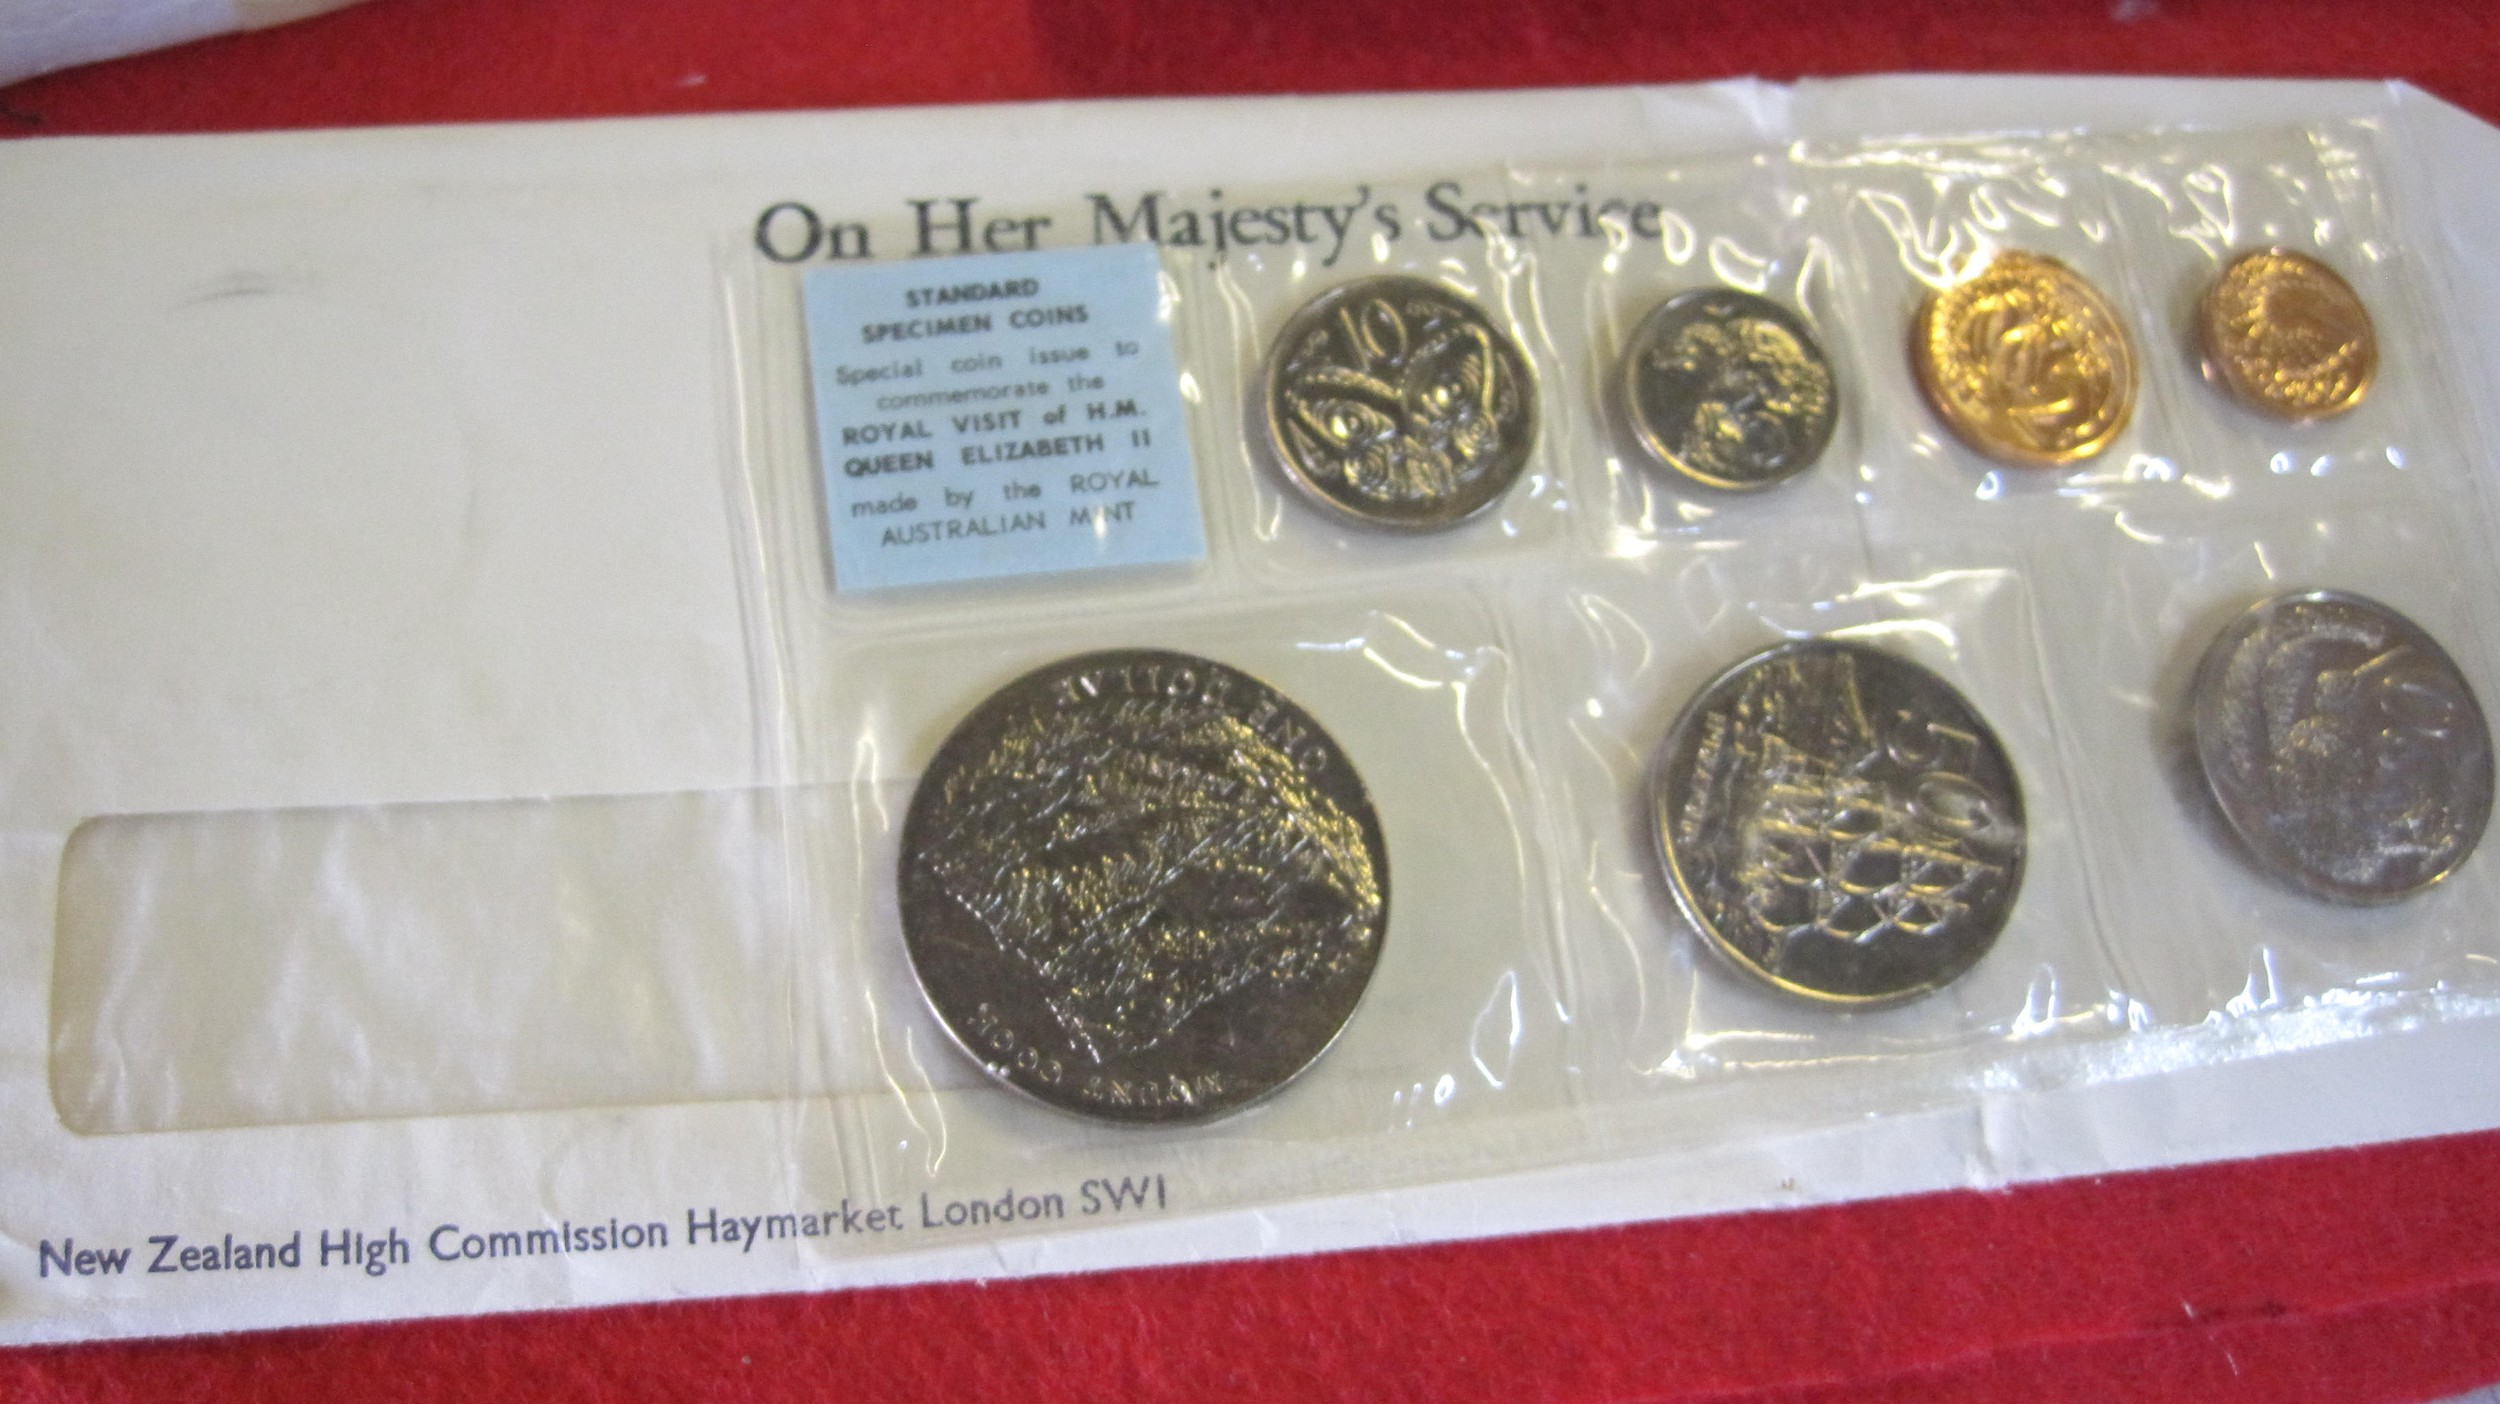 On Her Majesty's Service
STANDARD
SPECIMEN COINS
Special coin issue to
commemorate the
ROYAL VISIT of H.M.
QUEEN ELIZABETH II
made by the ROYAL
AUSTRALIAN MINT
10
ONE DOLLAR
MOUNT COOK
50
New Zealand High Commission Haymarket London SW1